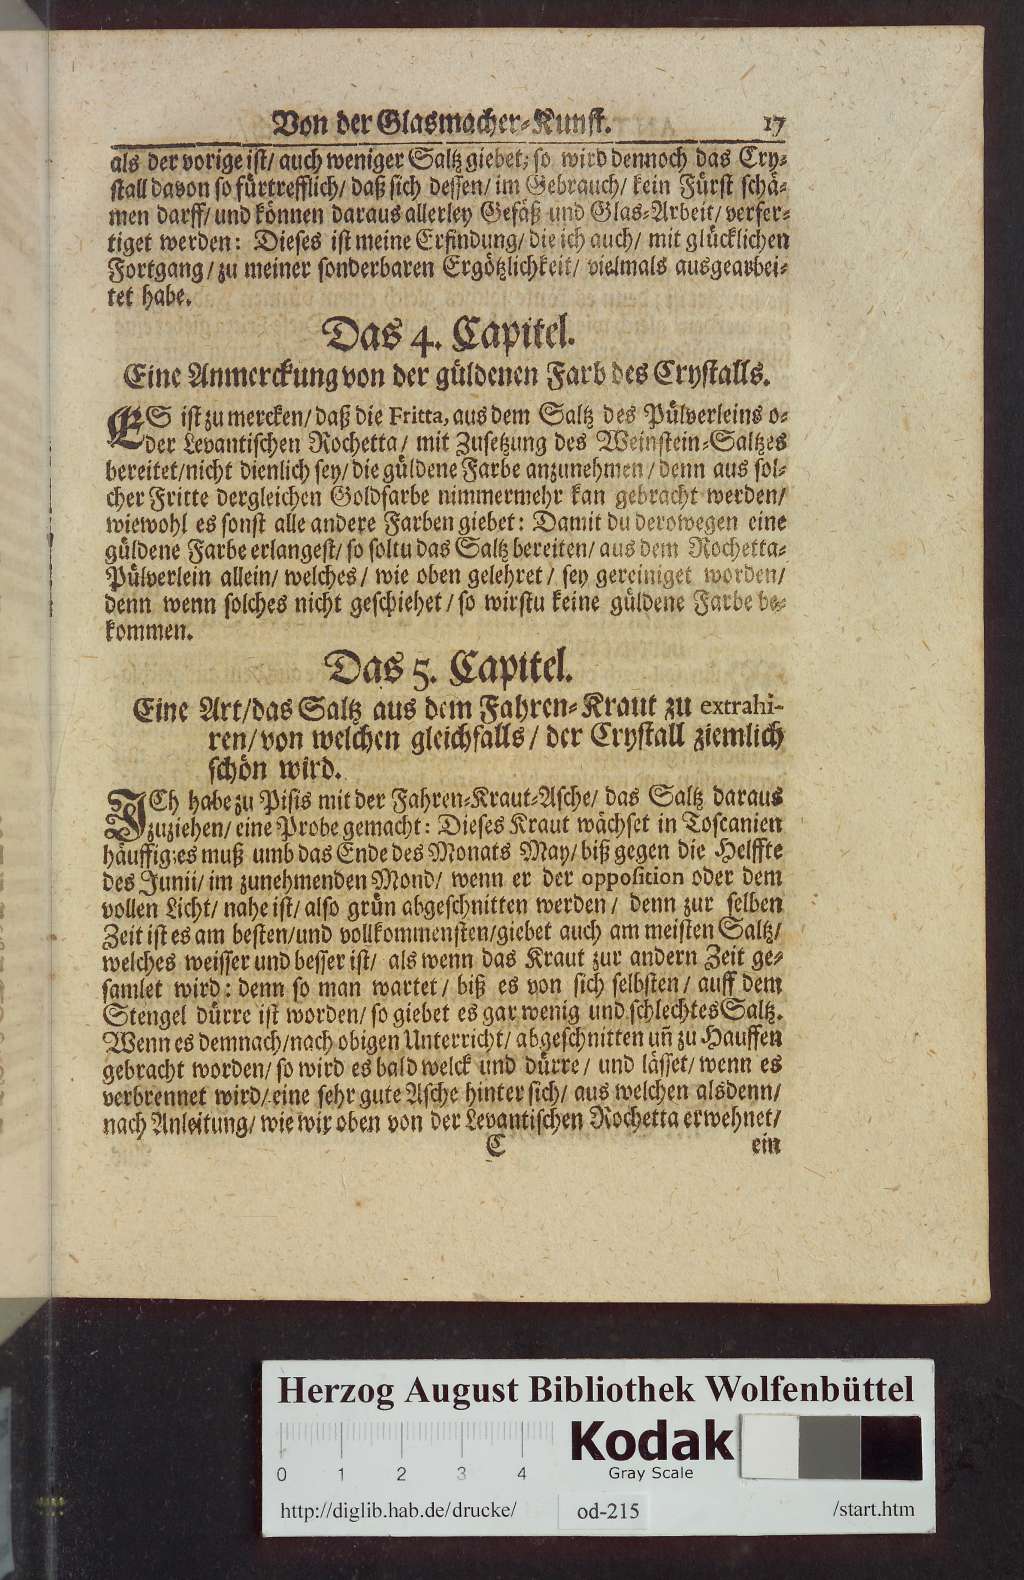 Von der Glasmacher-Kunst. 17
als der vorige ist/ auch weniger Saltz giebet; so wird dennoch das Cry-
stall davon so fürtrefflich/ daß sich dessen/ im Gebrauch/ kein Fürst schä-
men darff/ und können daraus allerley Gefäß und Glas-Arbeit/ verfer-
tiget werden: Dieses ist meine Erfindung/ die ich auch/ mit glücklichen
Fortgang/ zu meiner sonderbaren Ergötzlichkeit/ vielmals ausgearbei-
tet habe.
Das 4. Capitel.
Eine Anmerckung von der güldenen Farb des Crystalls.
ES ist zu mercken/ daß die Fritta, aus dem Saltz des Pülverleins o-
der Levantischen Rochetta/ mit Zusetzung des Weinstein-Saltzes
bereitet/ nicht dienlich sey/ die güldene Farbe anzunehmen/ denn aus sol-
cher Fritte dergleichen Goldfarbe nimmermehr kan gebracht werden/
wiewohl es sonst alle andere Farben giebet: Damit du derowegen eine
güldene Farbe erlangest/ so soltu das Saltz bereiten/ aus dem Rochetta-
Pülverlein allein/ welches/ wie oben gelehret/ sey gereiniget worden/
denn wenn solches nicht geschiehet/ so wirstu keine güldene Farbe be-
kommen.
Das 5. Capitel.
Eine Art/ das Saltz aus dem Fahren-Kraut zu extrahi-
ren/ von welchen gleichfalls/ der Crystall ziemlich
schön wird.
ICh habe zu Pisis mit der Fahren-Kraut-Asche/ das Saltz daraus
zuziehen/ eine Probe gemacht: Dieses Kraut wächset in Toscanien
häuffig: es muß umb das Ende des Monats May/ biß gegen die Helffte
des Junii/ im zunehmenden Mond/ wenn er der opposition oder dem
vollen Licht/ nahe ist/ also grün abgeschnitten werden/ denn zur selben
Zeit ist es am besten/ und vollkommensten/ giebet auch am meisten Saltz/
welches weisser und besser ist/ als wenn das Kraut zur andern Zeit ge-
samlet wird: denn so man wartet/ biß es von sich selbsten/ auff dem
Stengel dürre ist worden/ so giebet es gar wenig und schlechtes Saltz.
Wenn es demnach/ nach obigen Unterricht/ abgeschnitten uñ zu Hauffen
gebracht worden/ so wird es bald welck und dürre/ und lässet/ wenn es
verbrennet wird/ eine sehr gute Asche hinter sich/ aus welchen alsdenn/
nach Anleitung/ wie wir oben von der Levantischen Rochetta erwehnet/
C ein
Herzog August Bibliothek Wolfenbüttel
Kodak
Gray Scale
0 1 2 3 4
http://diglib.hab.de/drucke/ od-215 /start.htm